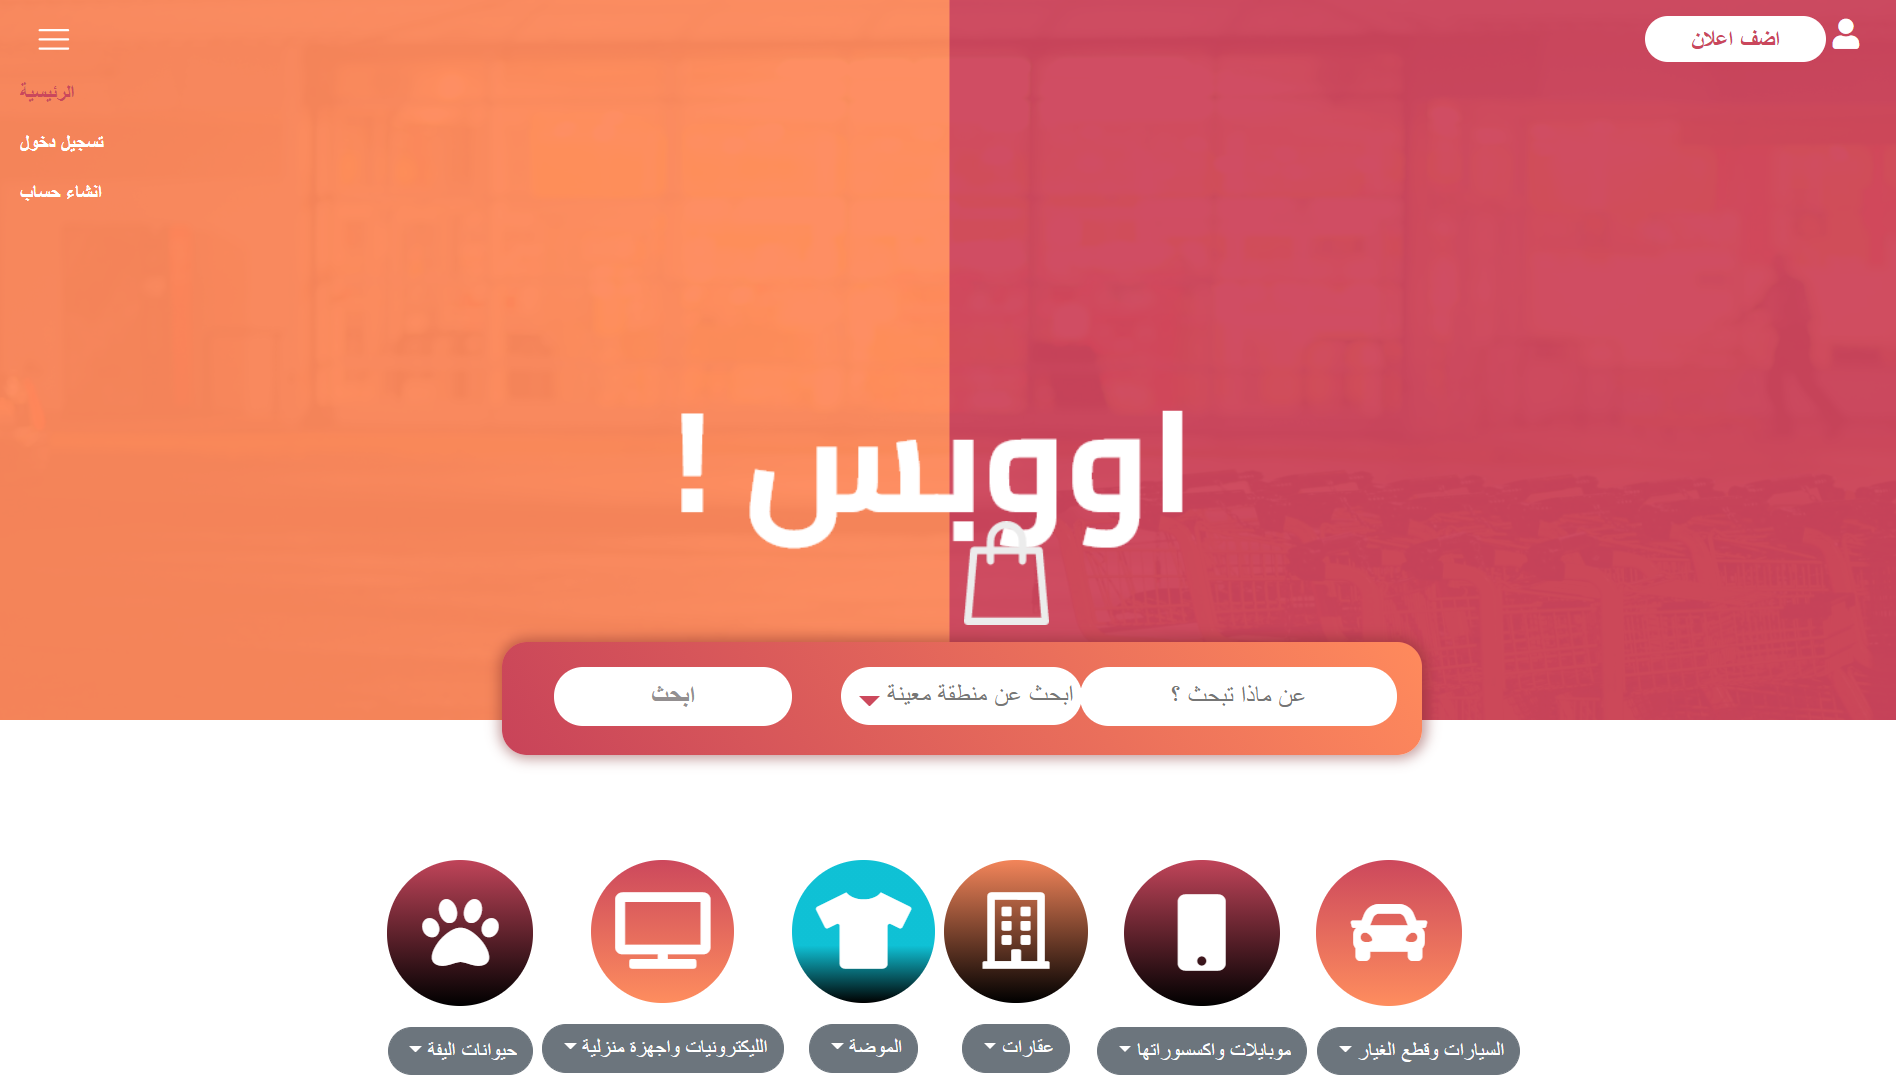 اضف اعلان
الرئيسية
تسجيل دخول
انشاء حساب
اووبس !
عن ماذا تبحث ؟
ابحث عن منطقة معينة
ابحث
السيارات وقطع الغيار
موبايلات واكسسوراتها
عقارات
الموضة
الليكترونيات واجهزة منزلية
حيوانات اليفة